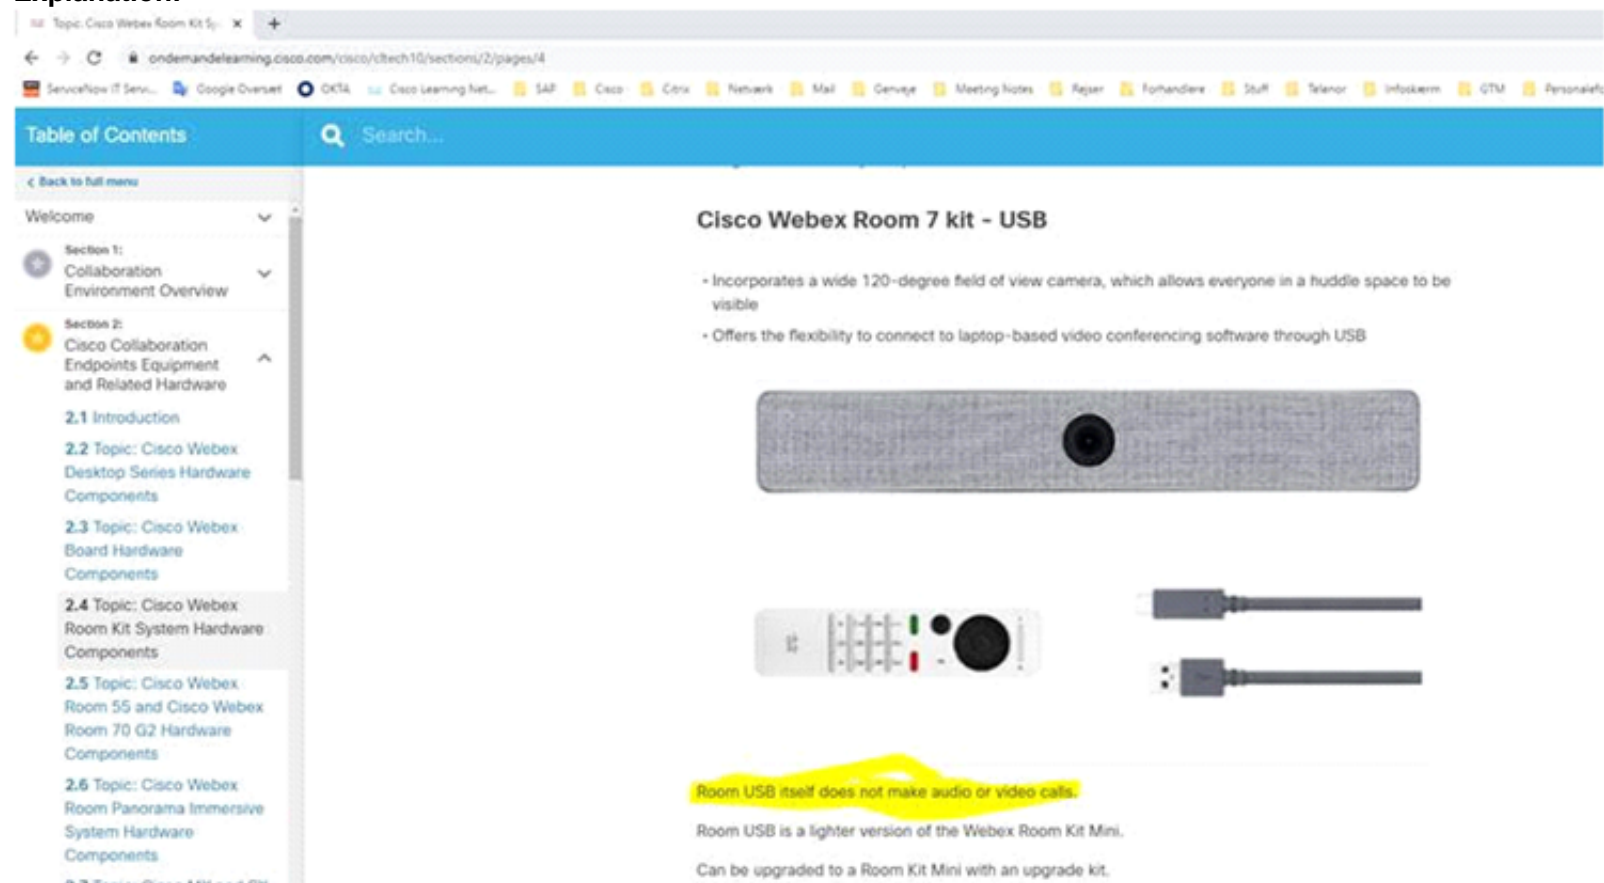 Explanation:
Topic: Cisco Webex Room Kit Sy
ondemandelearning.cisco.com/cisco/cltech10/sections/2/pages/4
ServiceNow IT Servi... Google Oversæt OKTA Cisco Learning Net... SAP Cisco Citrix Netværk Mail Genveje Meeting Notes Rejser Forhandlere Stuff Telenor Infoskærm GTM
Table of Contents
Search...
< Back to full menu
Welcome
Section 1:
Collaboration
Environment Overview
Section 2:
Cisco Collaboration
Endpoints Equipment
and Related Hardware
2.1 Introduction
2.2 Topic: Cisco Webex
Desktop Series Hardware
Components
2.3 Topic: Cisco Webex
Board Hardware
Components
2.4 Topic: Cisco Webex
Room Kit System Hardware
Components
2.5 Topic: Cisco Webex
Room 55 and Cisco Webex
Room 70 G2 Hardware
Components
2.6 Topic: Cisco Webex
Room Panorama Immersive
System Hardware
Components
Cisco Webex Room 7 kit - USB
- Incorporates a wide 120-degree field of view camera, which allows everyone in a huddle space to be
visible
- Offers the flexibility to connect to laptop-based video conferencing software through USB
Room USB itself does not make audio or video calls.
Room USB is a lighter version of the Webex Room Kit Mini.
Can be upgraded to a Room Kit Mini with an upgrade kit.